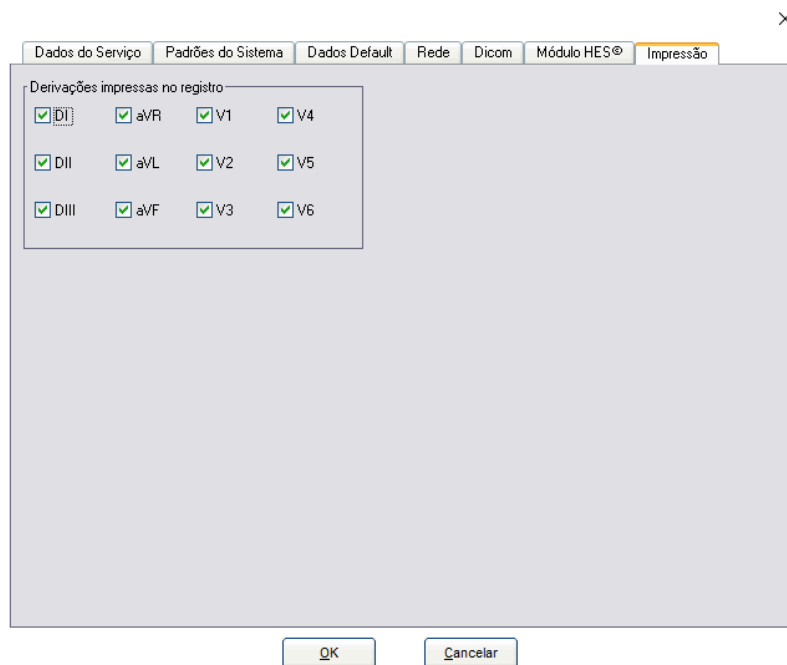 Dados do Serviço Padrões do Sistema Dados Default Rede Dicom Módulo HES© Impressão
Derivações impressas no registro
DI aVR V1 V4
DII aVL V2 V5
DIII aVF V3 V6
OK Cancelar